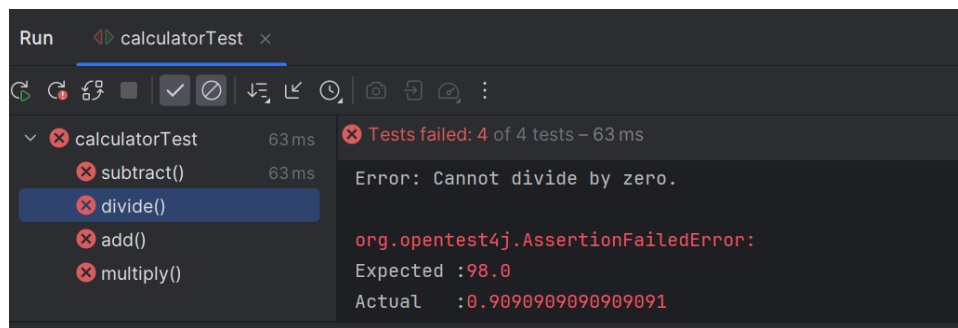 Run calculatorTest
calculatorTest 63 ms
subtract() 63 ms
divide()
add()
multiply()
Tests failed: 4 of 4 tests – 63 ms
Error: Cannot divide by zero.
org.opentest4j.AssertionFailedError:
Expected :98.0
Actual   :0.9090909090909091